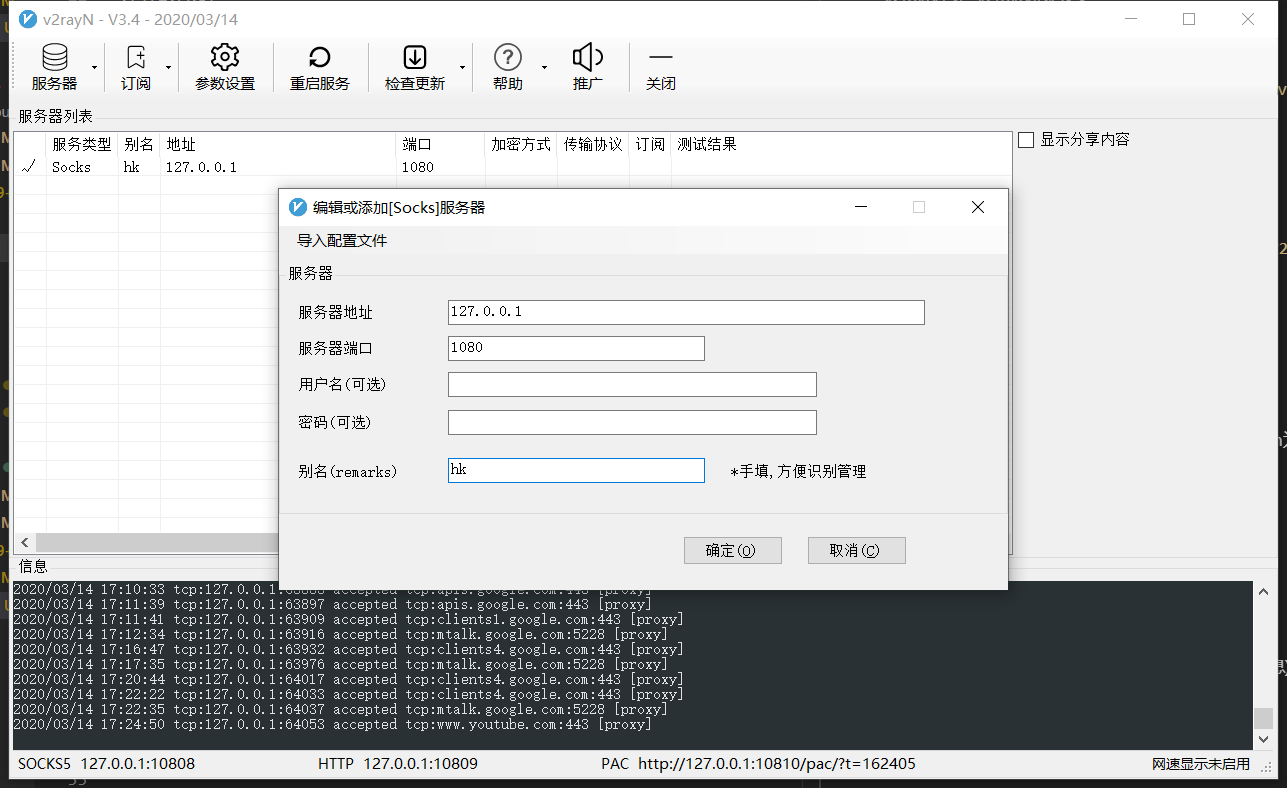 v2rayN - V3.4 - 2020/03/14
服务器 订阅 参数设置 重启服务 检查更新 帮助 推广 关闭
服务器列表
服务类型 别名 地址 端口 加密方式 传输协议 订阅 测试结果
显示分享内容
Socks hk 127.0.0.1 1080
编辑或添加[Socks]服务器
导入配置文件
服务器
服务器地址 127.0.0.1
服务器端口 1080
用户名(可选)
密码(可选)
别名(remarks) hk *手填,方便识别管理
确定(O) 取消(C)
信息
2020/03/14 17:10:33 tcp:127.0.0.1
2020/03/14 17:11:39 tcp:127.0.0.1:63897 accepted tcp:apis.google.com:443 [proxy]
2020/03/14 17:11:41 tcp:127.0.0.1:63909 accepted tcp:clients1.google.com:443 [proxy]
2020/03/14 17:12:34 tcp:127.0.0.1:63916 accepted tcp:mtalk.google.com:5228 [proxy]
2020/03/14 17:16:47 tcp:127.0.0.1:63932 accepted tcp:clients4.google.com:443 [proxy]
2020/03/14 17:17:35 tcp:127.0.0.1:63976 accepted tcp:mtalk.google.com:5228 [proxy]
2020/03/14 17:20:44 tcp:127.0.0.1:64017 accepted tcp:clients4.google.com:443 [proxy]
2020/03/14 17:22:22 tcp:127.0.0.1:64033 accepted tcp:clients4.google.com:443 [proxy]
2020/03/14 17:22:35 tcp:127.0.0.1:64037 accepted tcp:mtalk.google.com:5228 [proxy]
2020/03/14 17:24:50 tcp:127.0.0.1:64053 accepted tcp:www.youtube.com:443 [proxy]
SOCKS5 127.0.0.1:10808 HTTP 127.0.0.1:10809 PAC http://127.0.0.1:10810/pac/?t=162405 网速显示未启用